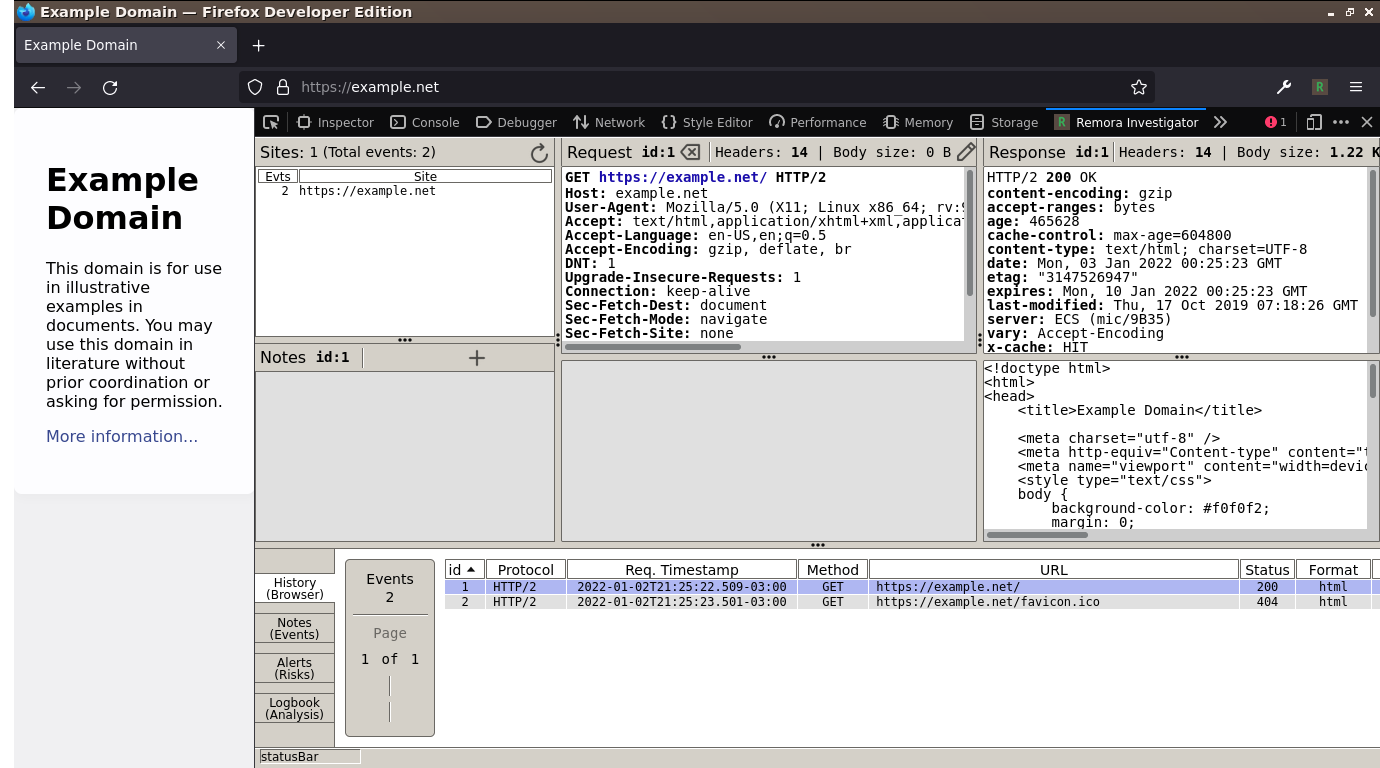 Example Domain — Firefox Developer Edition
Example Domain
https://example.net
R
Inspector
Console
Debugger
Network
Style Editor
Performance
Memory
Storage
R
Remora Investigator
1
Example
Domain
This domain is for use
in illustrative
examples in
documents. You may
use this domain in
literature without
prior coordination or
asking for permission.
More information...
Sites: 1 (Total events: 2)
Evts Site
2 https://example.net
Notes id:1
Request id:1 Headers: 14 | Body size: 0 B
GET https://example.net/ HTTP/2
Host: example.net
User-Agent: Mozilla/5.0 (X11; Linux x86_64; rv:9
Accept: text/html,application/xhtml+xml,applicat
Accept-Language: en-US,en;q=0.5
Accept-Encoding: gzip, deflate, br
DNT: 1
Upgrade-Insecure-Requests: 1
Connection: keep-alive
Sec-Fetch-Dest: document
Sec-Fetch-Mode: navigate
Sec-Fetch-Site: none
Response id:1 Headers: 14 | Body size: 1.22 K
HTTP/2 200 OK
content-encoding: gzip
accept-ranges: bytes
age: 465628
cache-control: max-age=604800
content-type: text/html; charset=UTF-8
date: Mon, 03 Jan 2022 00:25:23 GMT
etag: "3147526947"
expires: Mon, 10 Jan 2022 00:25:23 GMT
last-modified: Thu, 17 Oct 2019 07:18:26 GMT
server: ECS (mic/9B35)
vary: Accept-Encoding
x-cache: HIT
<!doctype html>
<html>
<head>
<title>Example Domain</title>
<meta charset="utf-8" />
<meta http-equiv="Content-type" content="t
<meta name="viewport" content="width=devic
<style type="text/css">
body {
background-color: #f0f0f2;
margin: 0;
History
(Browser)
Notes
(Events)
Alerts
(Risks)
Logbook
(Analysis)
Events
2
Page
1 of 1
id Protocol Req. Timestamp Method URL Status Format
1 HTTP/2 2022-01-02T21:25:22.509-03:00 GET https://example.net/ 200 html
2 HTTP/2 2022-01-02T21:25:23.501-03:00 GET https://example.net/favicon.ico 404 html
statusBar